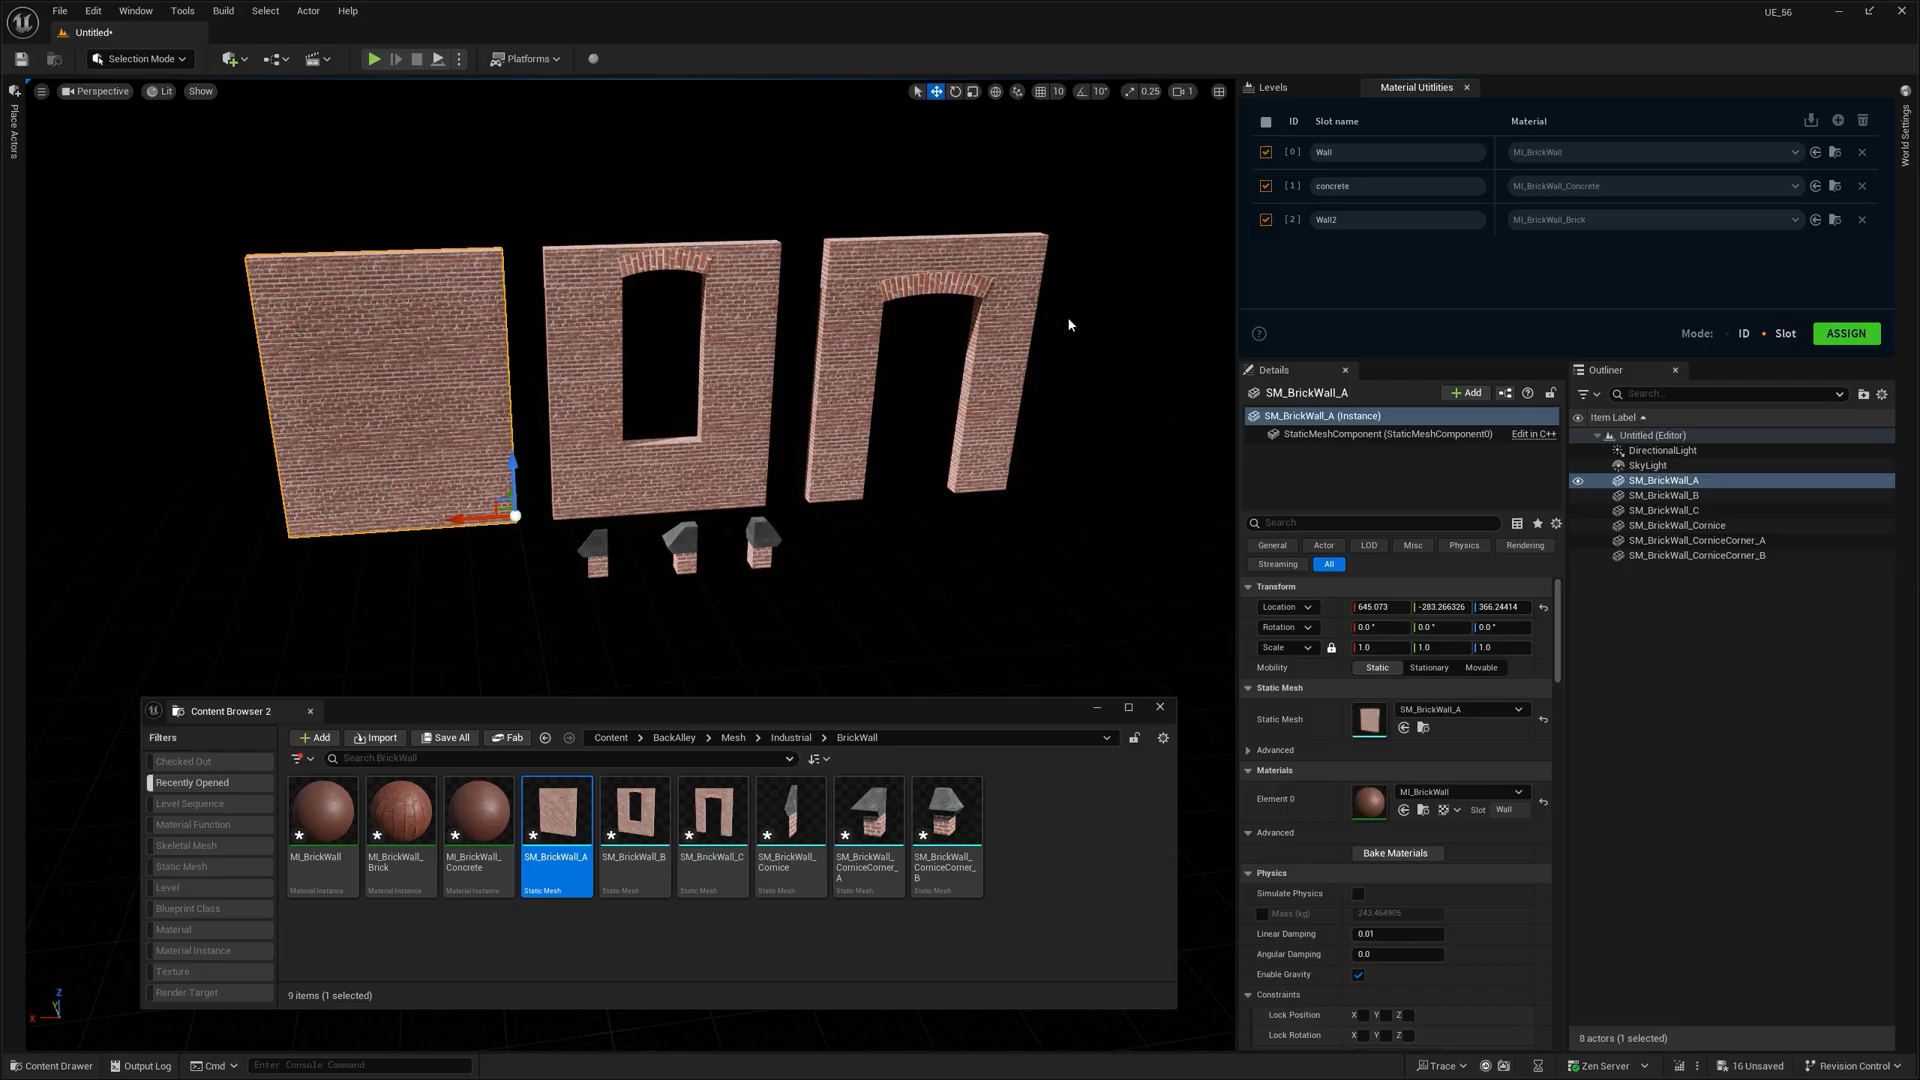 File Edit Window Tools Build Select Actor Help
UE_56
Untitled*
Selection Mode
Platforms
Place Actors
Perspective Lit Show
10 10° 0.25 1
Levels
Material Utitlities
World Settings
ID Slot name Material
[ 0 ] Wall MI_BrickWall
[ 1 ] concrete MI_BrickWall_Concrete
[ 2 ] Wall2 MI_BrickWall_Brick
Mode: ID Slot ASSIGN
Details
SM_BrickWall_A
Add
SM_BrickWall_A (Instance)
StaticMeshComponent (StaticMeshComponent0) Edit in C++
Search
General Actor LOD Misc Physics Rendering
Streaming All
Transform
Location 645.073 -283.266326 366.24414
Rotation 0.0 ° 0.0 ° 0.0 °
Scale 1.0 1.0 1.0
Mobility Static Stationary Movable
Static Mesh
Static Mesh SM_BrickWall_A
Advanced
Materials
Element 0 MI_BrickWall
Slot Wall
Advanced
Bake Materials
Physics
Simulate Physics
Mass (kg) 243.464905
Linear Damping 0.01
Angular Damping 0.0
Enable Gravity
Constraints
Lock Position X Y Z
Lock Rotation X Y Z
Outliner
Search...
Item Label
Untitled (Editor)
DirectionalLight
SkyLight
SM_BrickWall_A
SM_BrickWall_B
SM_BrickWall_C
SM_BrickWall_Cornice
SM_BrickWall_CorniceCorner_A
SM_BrickWall_CorniceCorner_B
8 actors (1 selected)
Content Browser 2
Filters
Checked Out
Recently Opened
Level Sequence
Material Function
Skeletal Mesh
Static Mesh
Level
Blueprint Class
Material
Material Instance
Texture
Render Target
Add Import Save All Fab Content BackAlley Mesh Industrial BrickWall
Search BrickWall
MI_BrickWall
Material Instance
MI_BrickWall_
Brick
Material Instance
MI_BrickWall_
Concrete
Material Instance
SM_BrickWall_A
Static Mesh
SM_BrickWall_B
Static Mesh
SM_BrickWall_C
Static Mesh
SM_BrickWall_
Cornice
Static Mesh
SM_BrickWall_
CorniceCorner_
A
Static Mesh
SM_BrickWall_
CorniceCorner_
B
Static Mesh
9 items (1 selected)
Z
Y
X
Content Drawer Output Log Cmd Enter Console Command Trace Zen Server 16 Unsaved Revision Control